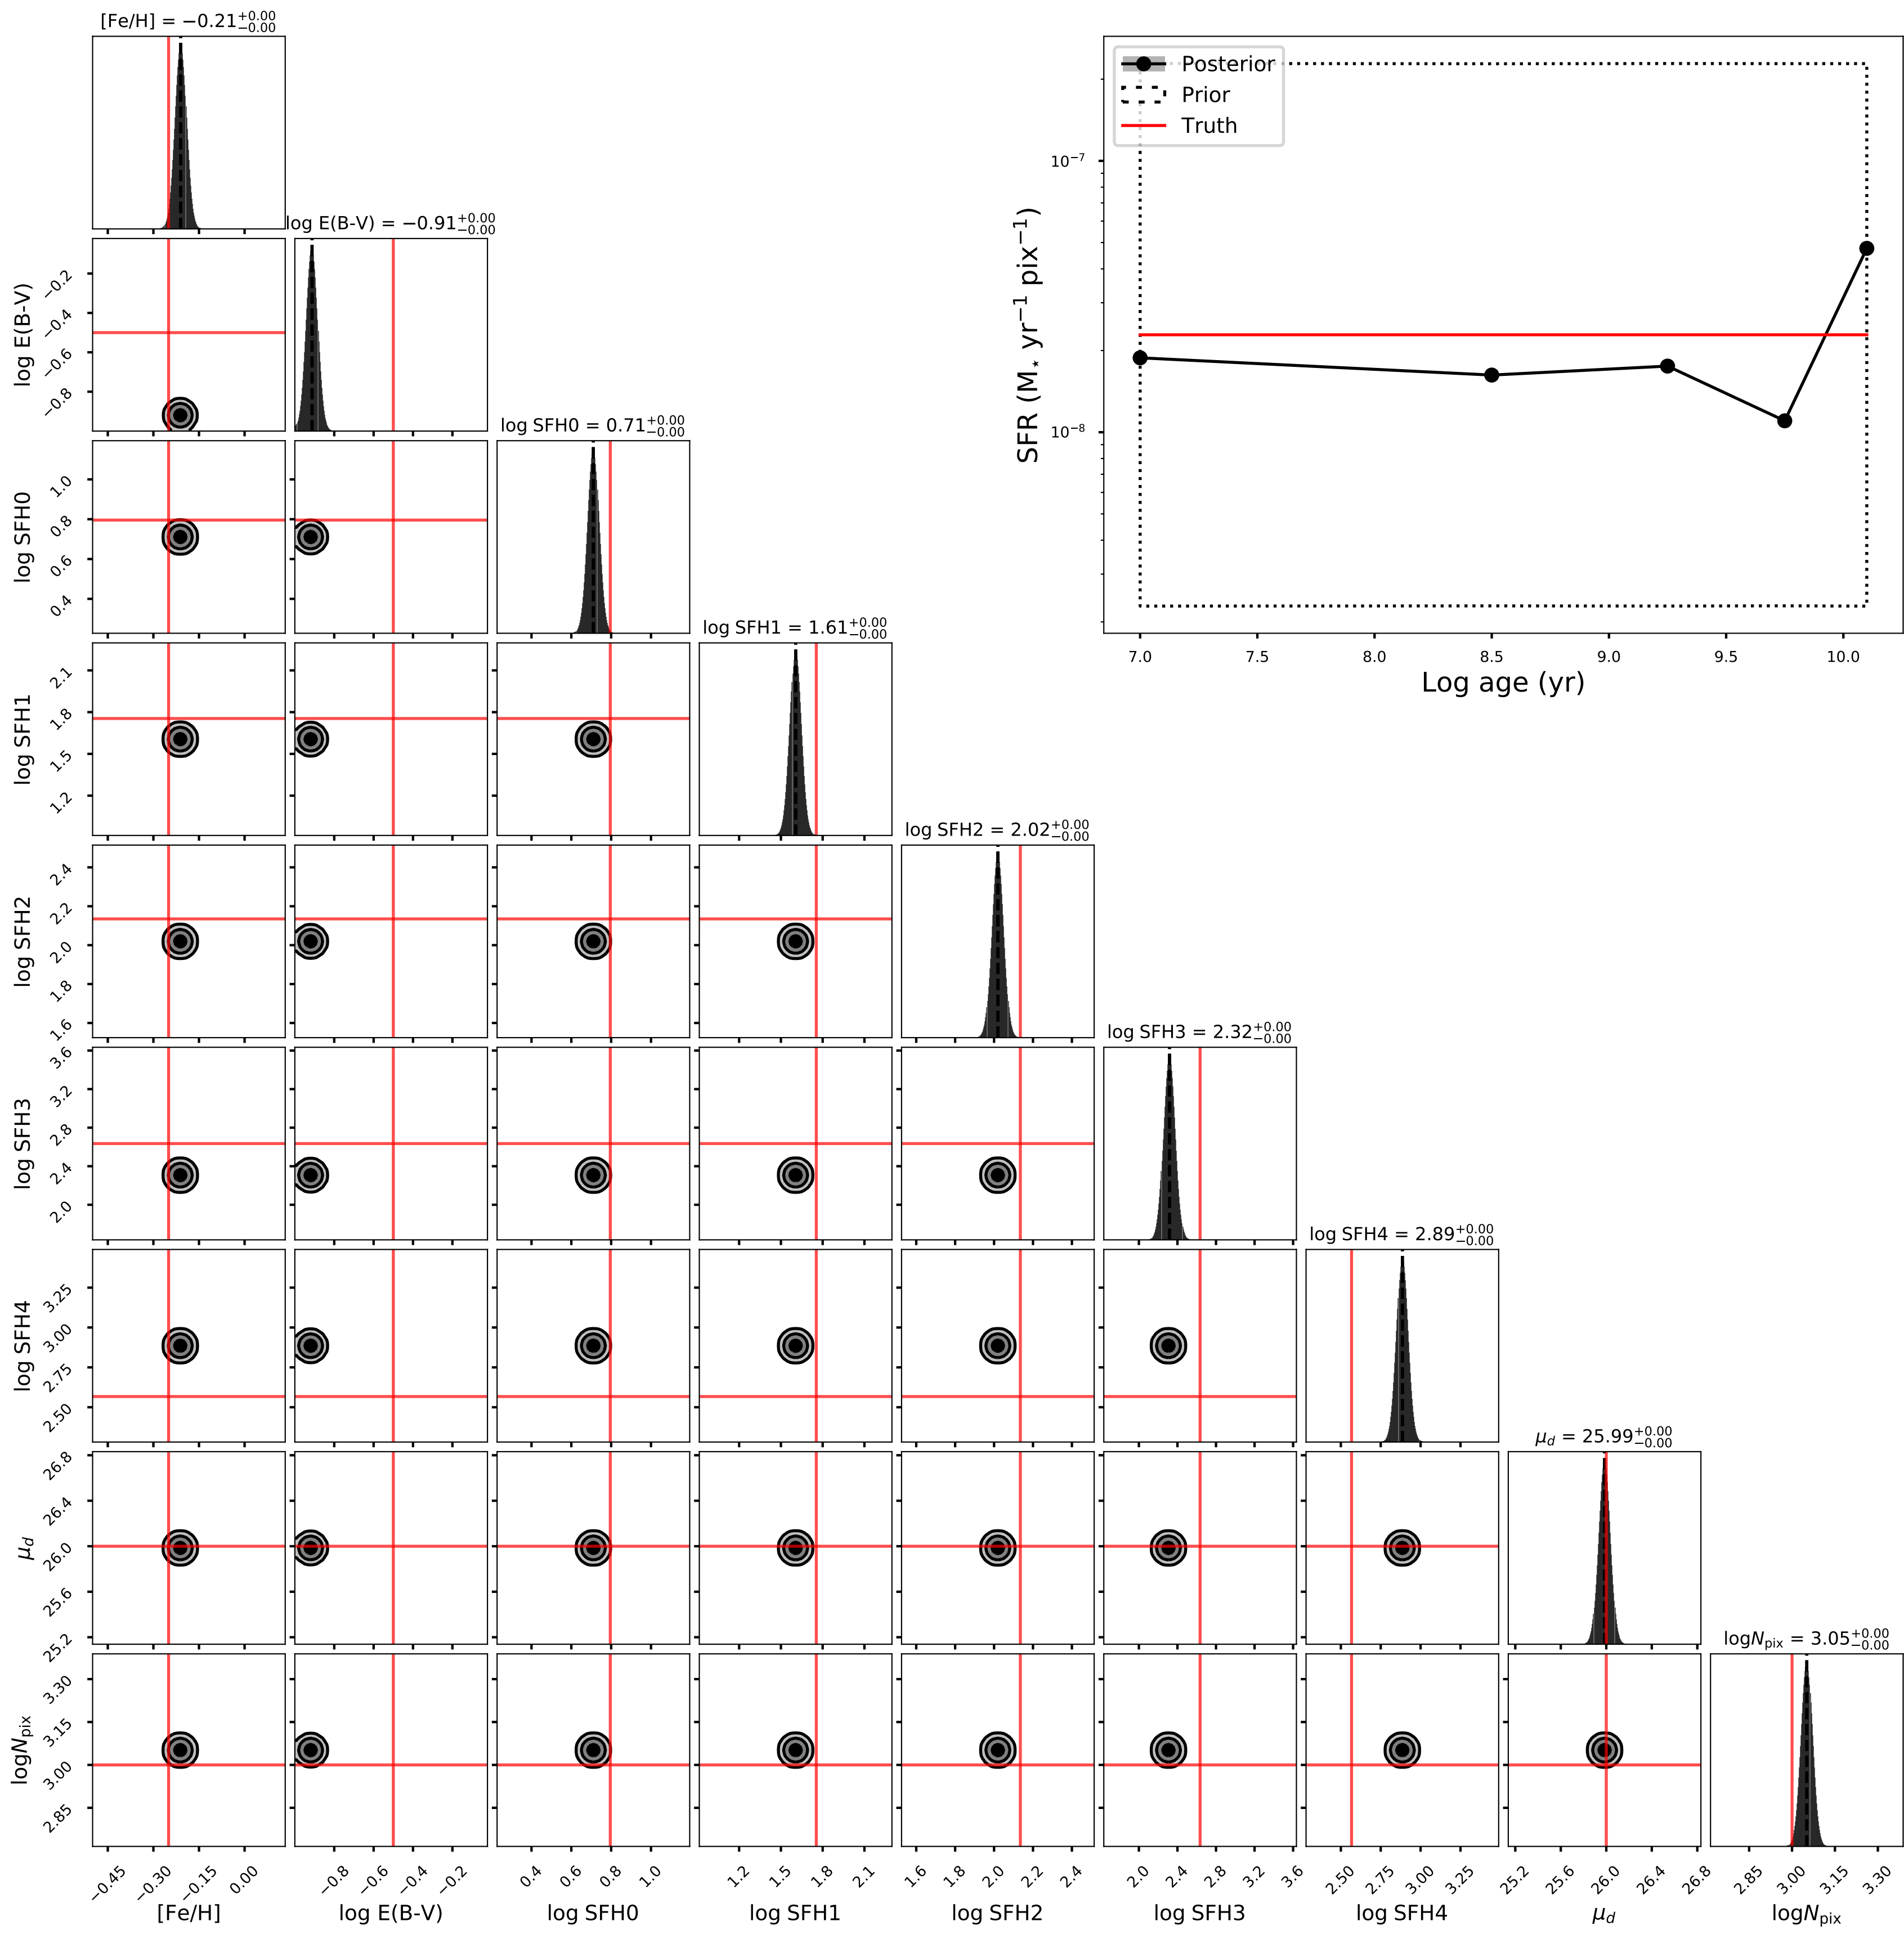 [Fe/H] = −0.21+0.00 −0.00
Posterior
Prior
Truth
10−7
10−8
SFR (M⋆ yr−1 pix−1)
7.0 7.5 8.0 8.5 9.0 9.5 10.0
Log age (yr)
log E(B-V) = −0.91+0.00 −0.00
−0.2
−0.4
−0.6
−0.8
log E(B-V)
log SFH0 = 0.71+0.00 −0.00
1.0
0.8
0.6
0.4
log SFH0
log SFH1 = 1.61+0.00 −0.00
2.1
1.8
1.5
1.2
log SFH1
log SFH2 = 2.02+0.00 −0.00
2.4
2.2
2.0
1.8
1.6
log SFH2
log SFH3 = 2.32+0.00 −0.00
3.6
3.2
2.8
2.4
2.0
log SFH3
log SFH4 = 2.89+0.00 −0.00
3.25
3.00
2.75
2.50
log SFH4
μd = 25.99+0.00 −0.00
26.8
26.4
26.0
25.6
25.2
μd
logNpix = 3.05+0.00 −0.00
3.30
3.15
3.00
2.85
logNpix
−0.45 −0.30 −0.15 0.00 −0.8 −0.6 −0.4 −0.2 0.4 0.6 0.8 1.0 1.2 1.5 1.8 2.1 1.6 1.8 2.0 2.2 2.4 2.0 2.4 2.8 3.2 3.6 2.50 2.75 3.00 3.25 25.2 25.6 26.0 26.4 26.8 2.85 3.00 3.15 3.30
[Fe/H] log E(B-V) log SFH0 log SFH1 log SFH2 log SFH3 log SFH4 μd logNpix